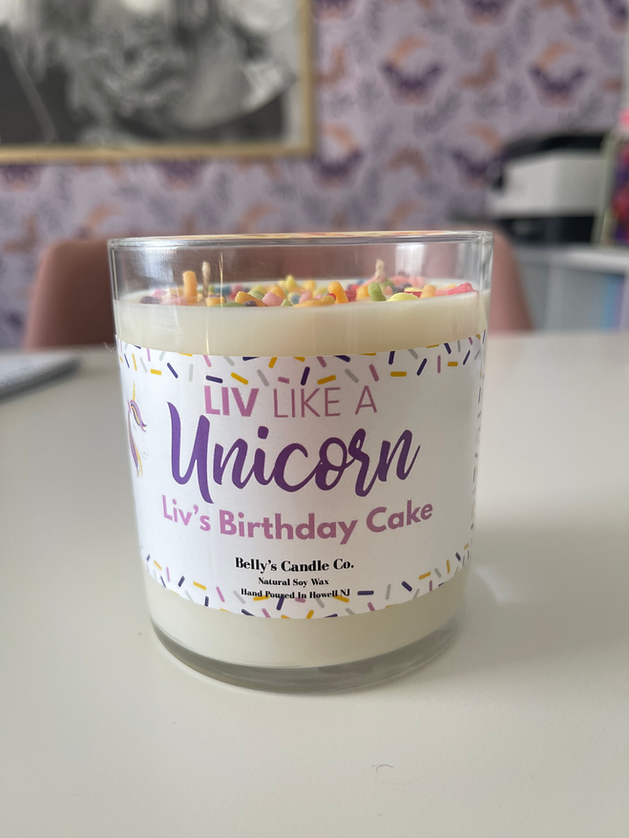 LIV LIKE A
Unicorn
Liv's Birthday Cake
Belly's Candle Co.
Natural Soy Wax
Hand Poured In Howell NJ